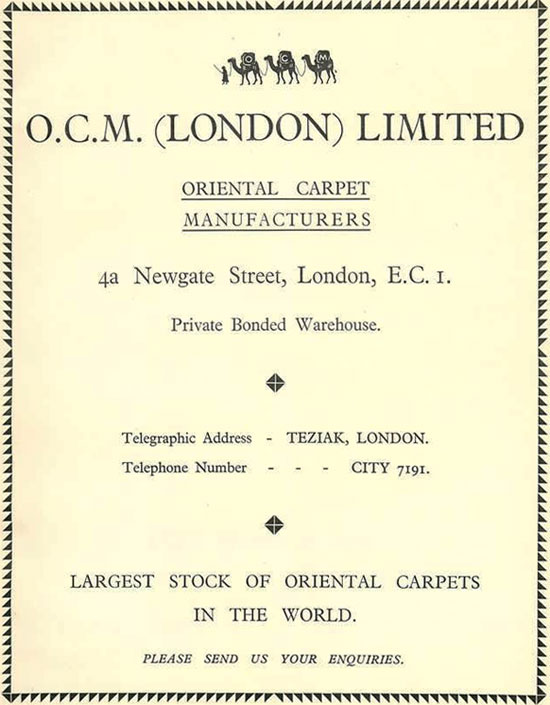 O C M
O.C.M. (LONDON) LIMITED
ORIENTAL CARPET
MANUFACTURERS
4a Newgate Street, London, E.C. 1.
Private Bonded Warehouse.
Telegraphic Address - TEZIAK, LONDON.
Telephone Number - - - CITY 7191.
LARGEST STOCK OF ORIENTAL CARPETS
IN THE WORLD.
PLEASE SEND US YOUR ENQUIRIES.